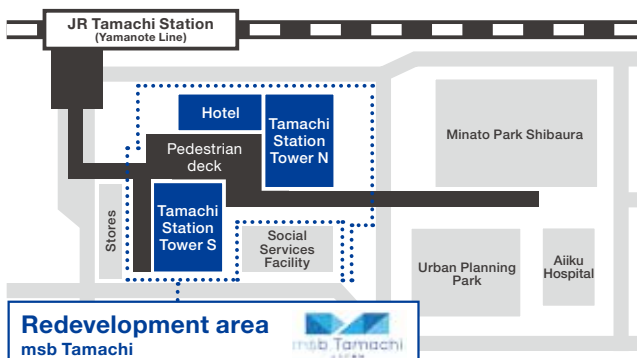 JR Tamachi Station
(Yamanote Line)
Hotel
Tamachi
Station
Tower N
Pedestrian
deck
Minato Park Shibaura
Stores
Tamachi
Station
Tower S
Social
Services
Facility
Urban Planning
Park
Aiiku
Hospital
Redevelopment area
msb Tamachi
msb Tamachi